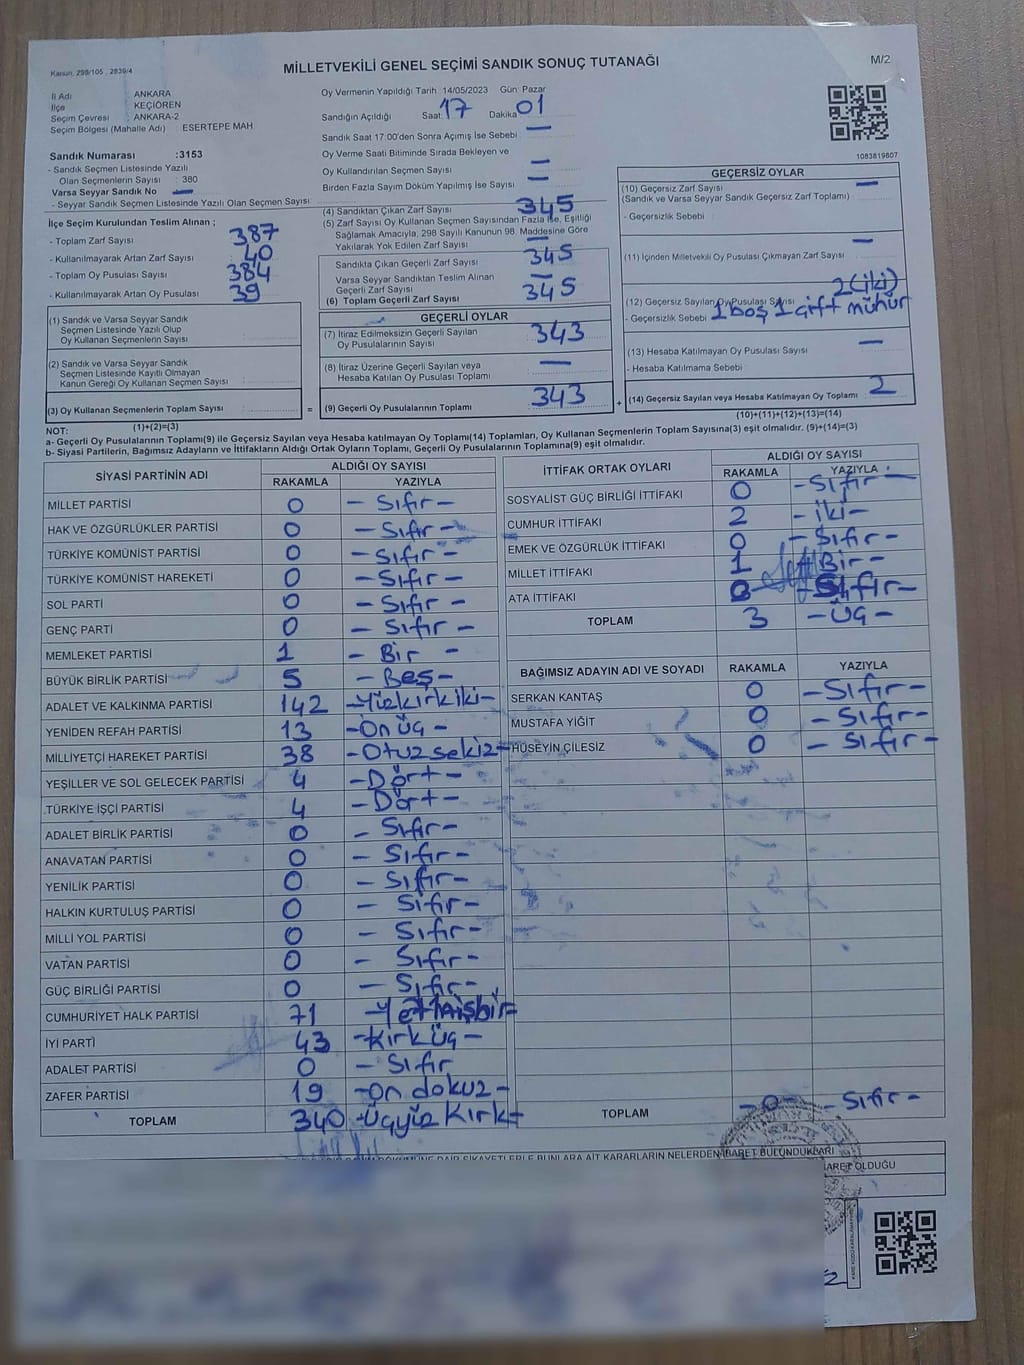 Kanun, 298/105 , 2839/4
MİLLETVEKİLİ GENEL SEÇİMİ SANDIK SONUÇ TUTANAĞI
M/2
İl Adı : ANKARA
İlçe : KEÇİÖREN
Seçim Çevresi : ANKARA-2
Seçim Bölgesi (Mahalle Adı) : ESERTEPE MAH
Sandık Numarası :3153
- Sandık Seçmen Listesinde Yazılı
Olan Seçmenlerin Sayısı : 380
Varsa Seyyar Sandık No —
- Seyyar Sandık Seçmen Listesinde Yazılı Olan Seçmen Sayısı
Oy Vermenin Yapıldığı Tarih : 14/05/2023 Gün: Pazar
Sandığın Açıldığı Saat: 17 Dakika 01
Sandık Saat 17:00'den Sonra Açımış İse Sebebi —
Oy Verme Saati Bitiminde Sırada Bekleyen ve
Oy Kullandırılan Seçmen Sayısı —
Birden Fazla Sayım Döküm Yapılmış İse Sayısı —
1083819807
İlçe Seçim Kurulundan Teslim Alınan ;
- Toplam Zarf Sayısı 387
- Kullanılmayarak Artan Zarf Sayısı 40
- Toplam Oy Pusulası Sayısı 384
- Kullanılmayarak Artan Oy Pusulası 39
(1) Sandık ve Varsa Seyyar Sandık
Seçmen Listesinde Yazılı Olup
Oy Kullanan Seçmenlerin Sayısı :
(2) Sandık ve Varsa Seyyar Sandık
Seçmen Listesinde Kayıtlı Olmayan
Kanun Gereği Oy Kullanan Seçmen Sayısı :
(3) Oy Kullanan Seçmenlerin Toplam Sayısı :
(1)+(2)=(3)
(4) Sandıktan Çıkan Zarf Sayısı 345
(5) Zarf Sayısı Oy Kullanan Seçmen Sayısından Fazla İse, Eşitliği
Sağlamak Amacıyla, 298 Sayılı Kanunun 98. Maddesine Göre
Yakılarak Yok Edilen Zarf Sayısı —
Sandıkta Çıkan Geçerli Zarf Sayısı 345
Varsa Seyyar Sandıktan Teslim Alınan
Geçerli Zarf Sayısı —
(6) Toplam Geçerli Zarf Sayısı 345
GEÇERLİ OYLAR
(7) İtiraz Edilmeksizin Geçerli Sayılan
Oy Pusulalarının Sayısı 343
(8) İtiraz Üzerine Geçerli Sayılan veya
Hesaba Katılan Oy Pusulası Toplamı —
= (9) Geçerli Oy Pusulalarının Toplamı 343 +
GEÇERSİZ OYLAR
(10) Geçersiz Zarf Sayısı —
(Sandık ve Varsa Seyyar Sandık Geçersiz Zarf Toplamı)
- Geçersizlik Sebebi :
(11) İçinden Milletvekili Oy Pusulası Çıkmayan Zarf Sayısı —
(12) Geçersiz Sayılan Oy Pusulası Sayısı 2 (iki)
- Geçersizlik Sebebi 1 boş 1 çift mühür
(13) Hesaba Katılmayan Oy Pusulası Sayısı —
- Hesaba Katılmama Sebebi :
(14) Geçersiz Sayılan veya Hesaba Katılmayan Oy Toplamı 2
(10)+(11)+(12)+(13)=(14)
NOT:
a- Geçerli Oy Pusulalarının Toplamı(9) ile Geçersiz Sayılan veya Hesaba katılmayan Oy Toplamı(14) Toplamları, Oy Kullanan Seçmenlerin Toplam Sayısına(3) eşit olmalıdır. (9)+(14)=(3)
b- Siyasi Partilerin, Bağımsız Adayların ve İttifakların Aldığı Ortak Oyların Toplamı, Geçerli Oy Pusulalarının Toplamına(9) eşit olmalıdır.
SİYASİ PARTİNİN ADI ALDIĞI OY SAYISI
RAKAMLA YAZIYLA
MİLLET PARTİSİ 0 - Sıfır -
HAK VE ÖZGÜRLÜKLER PARTİSİ 0 - Sıfır -
TÜRKİYE KOMÜNİST PARTİSİ 0 - Sıfır -
TÜRKİYE KOMÜNİST HAREKETİ 0 - Sıfır -
SOL PARTİ 0 - Sıfır -
GENÇ PARTİ 0 - Sıfır -
MEMLEKET PARTİSİ 1 - Bir -
BÜYÜK BİRLİK PARTİSİ 5 - Beş -
ADALET VE KALKINMA PARTİSİ 142 - Yüzkırkiki -
YENİDEN REFAH PARTİSİ 13 - On üç -
MİLLİYETÇİ HAREKET PARTİSİ 38 - Otuz sekiz -
YEŞİLLER VE SOL GELECEK PARTİSİ 4 - Dört -
TÜRKİYE İŞÇİ PARTİSİ 4 - Dört -
ADALET BİRLİK PARTİSİ 0 - Sıfır -
ANAVATAN PARTİSİ 0 - Sıfır -
YENİLİK PARTİSİ 0 - Sıfır -
HALKIN KURTULUŞ PARTİSİ 0 - Sıfır -
MİLLİ YOL PARTİSİ 0 - Sıfır -
VATAN PARTİSİ 0 - Sıfır -
GÜÇ BİRLİĞİ PARTİSİ 0 - Sıfır -
CUMHURİYET HALK PARTİSİ 71 - Yetmişbir -
İYİ PARTİ 43 - Kırk üç -
ADALET PARTİSİ 0 - Sıfır
ZAFER PARTİSİ 19 - On dokuz -
TOPLAM 340 - Üçyüz Kırk -
İTTİFAK ORTAK OYLARI ALDIĞI OY SAYISI
RAKAMLA YAZIYLA
SOSYALİST GÜÇ BİRLİĞİ İTTİFAKI 0 - Sıfır -
CUMHUR İTTİFAKI 2 - iki -
EMEK VE ÖZGÜRLÜK İTTİFAKI 0 - Sıfır -
MİLLET İTTİFAKI 1 - Bir -
ATA İTTİFAKI 0 - Sıfır -
TOPLAM 3 - Üç -
BAĞIMSIZ ADAYIN ADI VE SOYADI RAKAMLA YAZIYLA
SERKAN KANTAŞ 0 - Sıfır -
MUSTAFA YİĞİT 0 - Sıfır -
HÜSEYİN ÇİLESİZ 0 - Sıfır -
TOPLAM - 0 - - Sıfır -
DÖKÜMÜNE DAİR ŞİKAYETLERLE BUNLARA AİT KARARLARIN NELERDEN İBARET BULUNDUKLARI
İBARET OLDUĞU